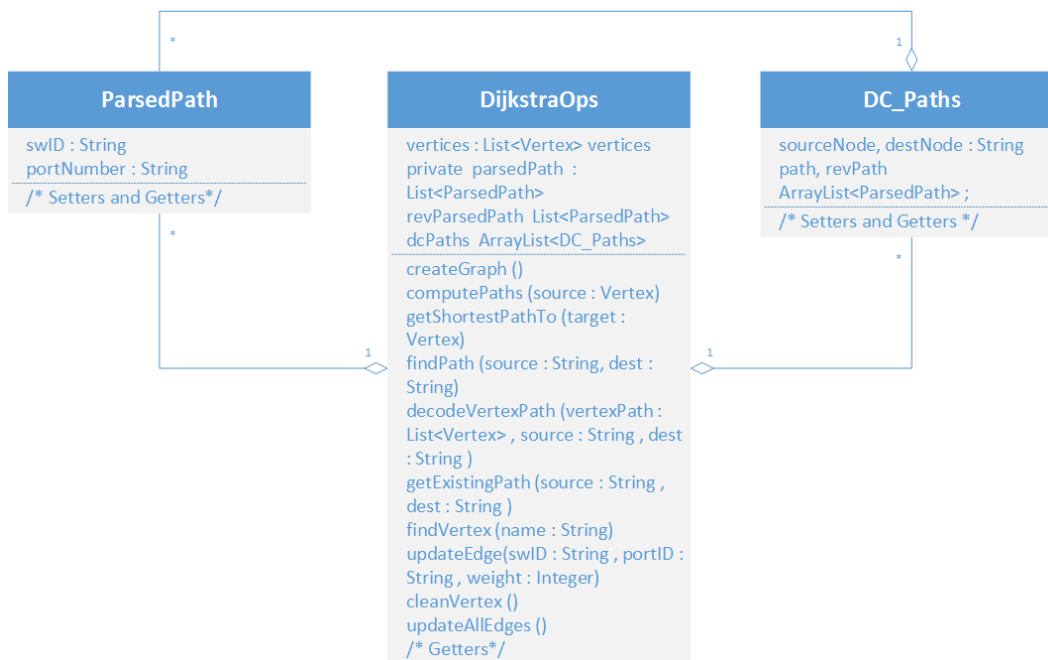 *
1
ParsedPath
swID : String
portNumber : String
/* Setters and Getters*/
*
1
DijkstraOps
vertices : List<Vertex> vertices
private parsedPath :
List<ParsedPath>
revParsedPath List<ParsedPath>
dcPaths ArrayList<DC_Paths>
createGraph ()
computePaths (source : Vertex)
getShortestPathTo (target :
Vertex)
findPath (source : String, dest :
String)
decodeVertexPath (vertexPath :
List<Vertex> , source : String , dest
: String )
getExistingPath (source : String ,
dest : String )
findVertex (name : String)
updateEdge(swID : String , portID :
String , weight : Integer)
cleanVertex ()
updateAllEdges ()
/* Getters*/
DC_Paths
sourceNode, destNode : String
path, revPath
ArrayList<ParsedPath> ;
/* Setters and Getters */
*
1